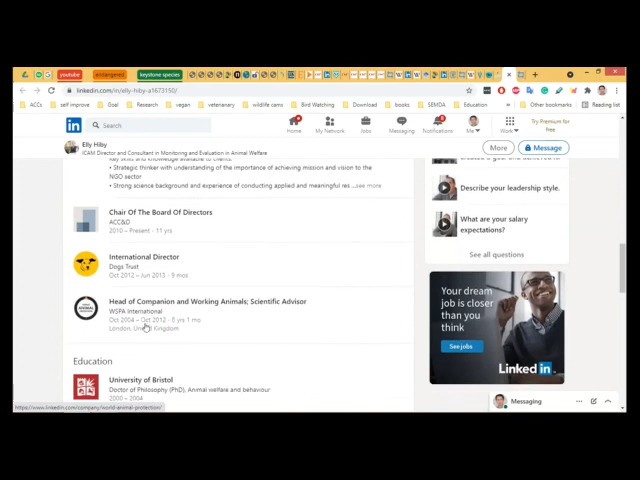 youtube
endangered
keystone species
linkedin.com/in/elly-hiby-a1673150/
ACCs
self improve
Goal
Research
vegan
veterinary
wildlife cams
Bird Watching
Download
books
SEMDA
Education
Other bookmarks
Reading list
in
Search
Home
My Network
Jobs
Messaging
Notifications
Me
Work
Try Premium for
free
Elly Hiby
ICAM Director and Consultant in Monitoring and Evaluation in Animal Welfare
More
Message
key skills and knowledge available to clients.
• Strategic thinker with understanding of the importance of achieving mission and vision to the
NGO sector
• Strong science background and experience of conducting applied and meaningful res ...see more
Chair Of The Board Of Directors
ACC&D
2010 – Present · 11 yrs
International Director
Dogs Trust
Oct 2012 – Jun 2013 · 9 mos
Head of Companion and Working Animals; Scientific Advisor
WSPA International
Oct 2004 – Oct 2012 · 8 yrs 1 mo
London, United Kingdom
Education
University of Bristol
Doctor of Philosophy (PhD), Animal welfare and behaviour
2000 – 2004
https://www.linkedin.com/company/world-animal-protection/
Describe your leadership style.
What are your salary
expectations?
See all questions
Your dream
job is closer
than you
think
See jobs
LinkedIn
Messaging